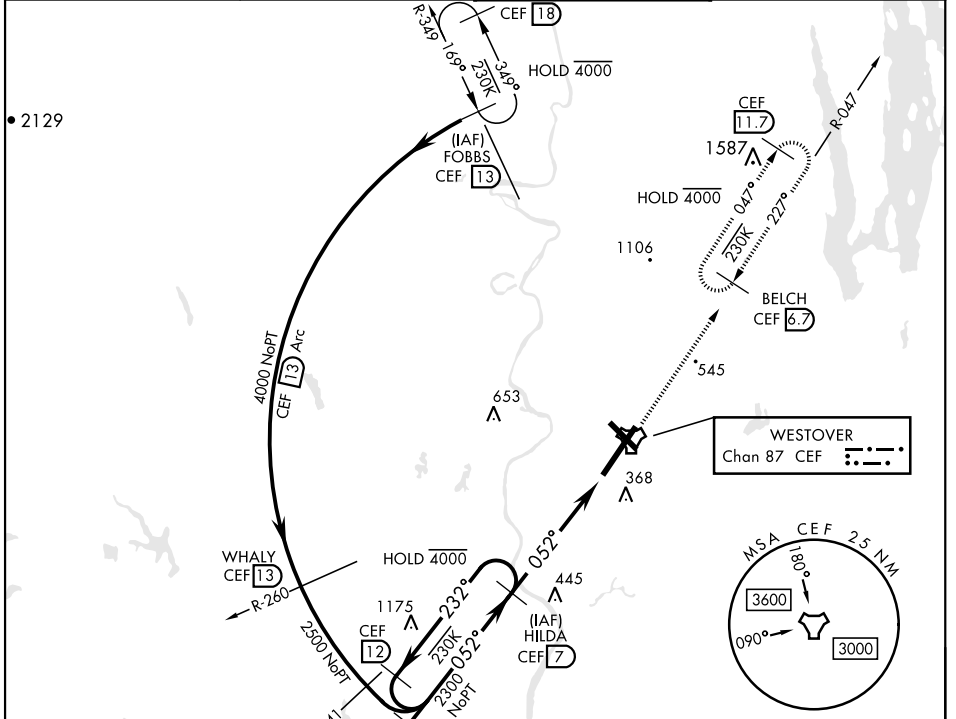 CEF 18
R-349
169°
349°
230K
HOLD 4000
2129
(IAF)
FOBBS
CEF 13
CEF
11.7
R-047
1587
HOLD 4000
047°
227°
230K
1106
BELCH
CEF 6.7
545
4000 NoPT
CEF 13 Arc
653
WESTOVER
Chan 87 CEF
368
052°
MSA CEF 25 NM
180°
3600
090°
3000
WHALY
CEF 13
R-260
HOLD 4000
232°
445
1175
230K
052°
(IAF)
HILDA
CEF 7
CEF
12
2500 NoPT
2300
NoPT